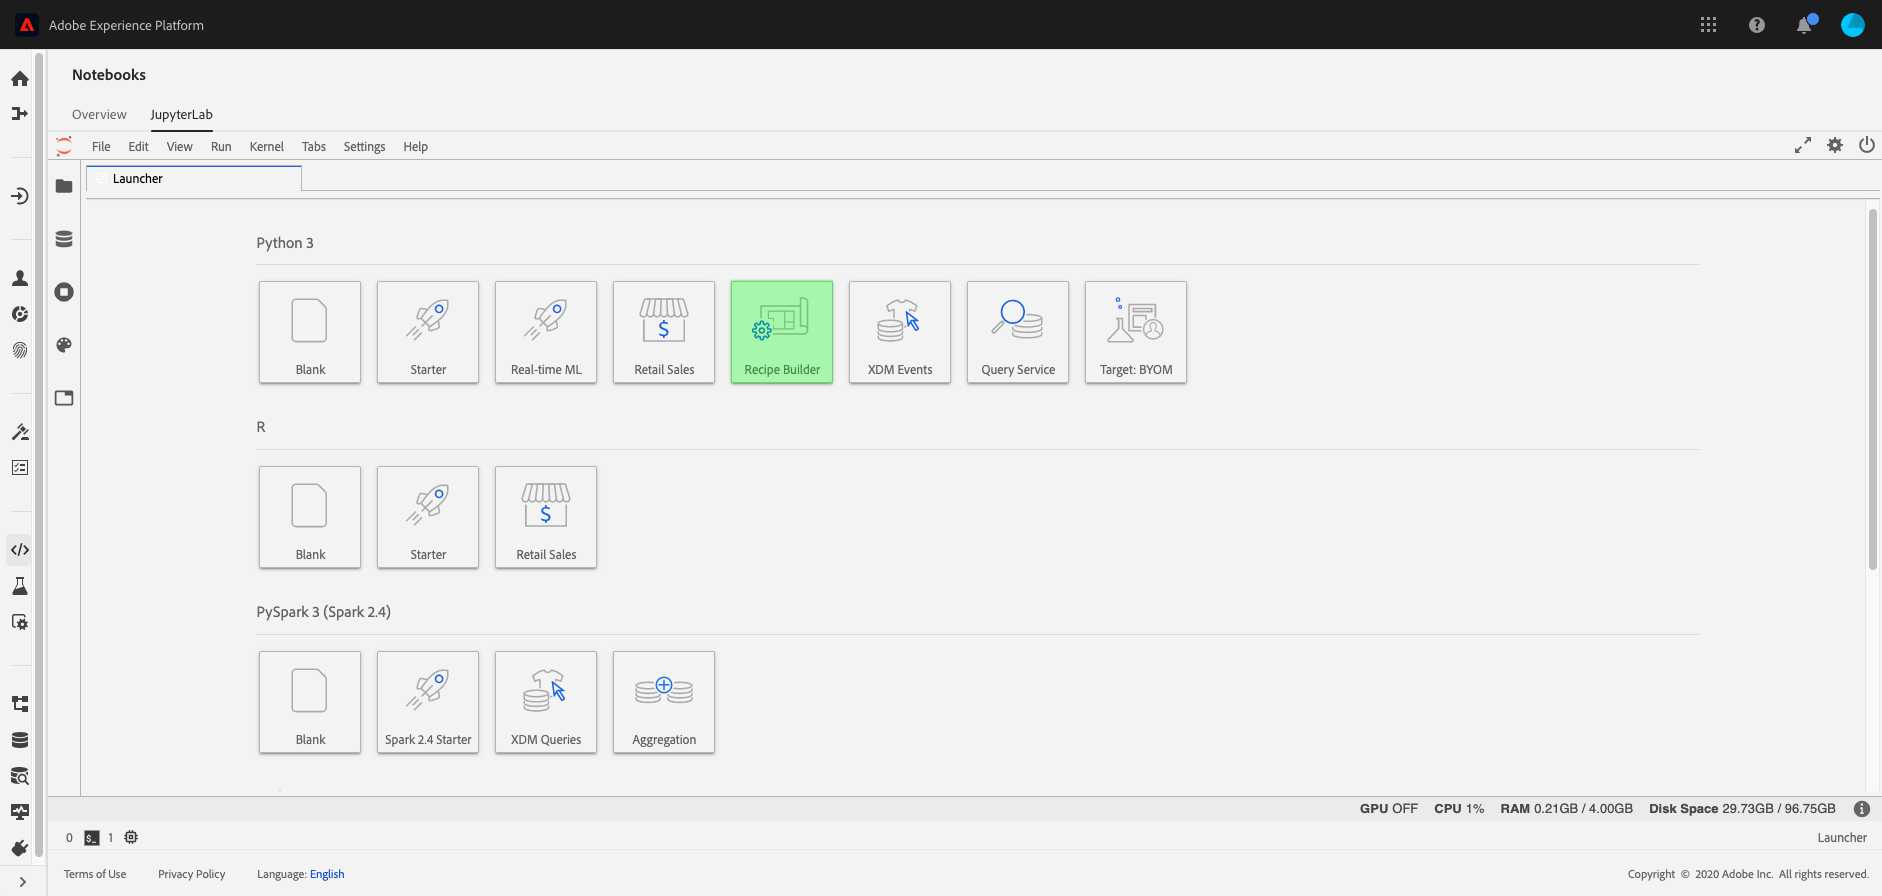 Adobe Experience Platform
Notebooks
Overview JupyterLab
File Edit View Run Kernel Tabs Settings Help
Launcher
Python 3
$
Blank Starter Real-time ML Retail Sales Recipe Builder XDM Events Query Service Target: BYOM
R
$
Blank Starter Retail Sales
PySpark 3 (Spark 2.4)
Blank Spark 2.4 Starter XDM Queries Aggregation
GPU OFF CPU 1% RAM 0.21GB / 4.00GB Disk Space 29.73GB / 96.75GB
0 $_ 1 Launcher
Terms of Use Privacy Policy Language: English Copyright © 2020 Adobe Inc. All rights reserved.